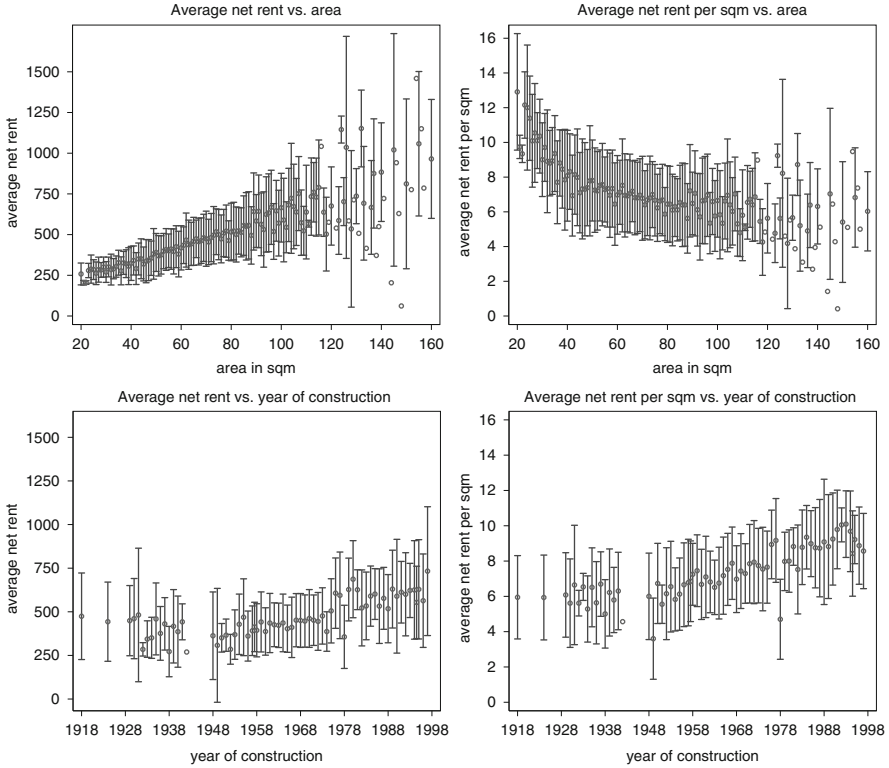 Average net rent vs. area
average net rent
1500
1250
1000
750
500
250
0
20 40 60 80 100 120 140 160
area in sqm
Average net rent per sqm vs. area
average net rent per sqm
16
14
12
10
8
6
4
2
0
20 40 60 80 100 120 140 160
area in sqm
Average net rent vs. year of construction
average net rent
1500
1250
1000
750
500
250
0
1918 1928 1938 1948 1958 1968 1978 1988 1998
year of construction
Average net rent per sqm vs. year of construction
average net rent per sqm
16
14
12
10
8
6
4
2
0
1918 1928 1938 1948 1958 1968 1978 1988 1998
year of construction